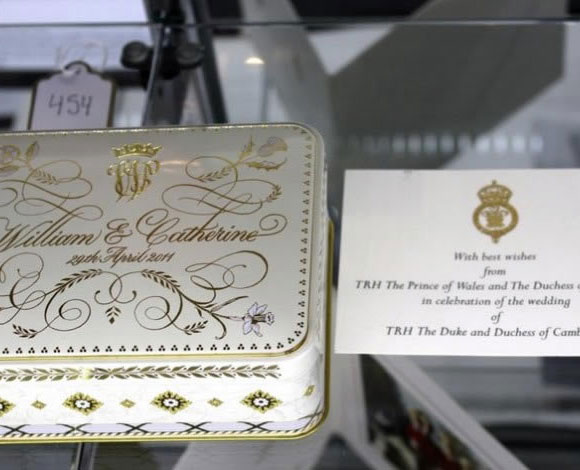 454
William & Catherine
29th April 2011
With best wishes
from
TRH The Prince of Wales and The Duchess
in celebration of the wedding
of
TRH The Duke and Duchess of Camb